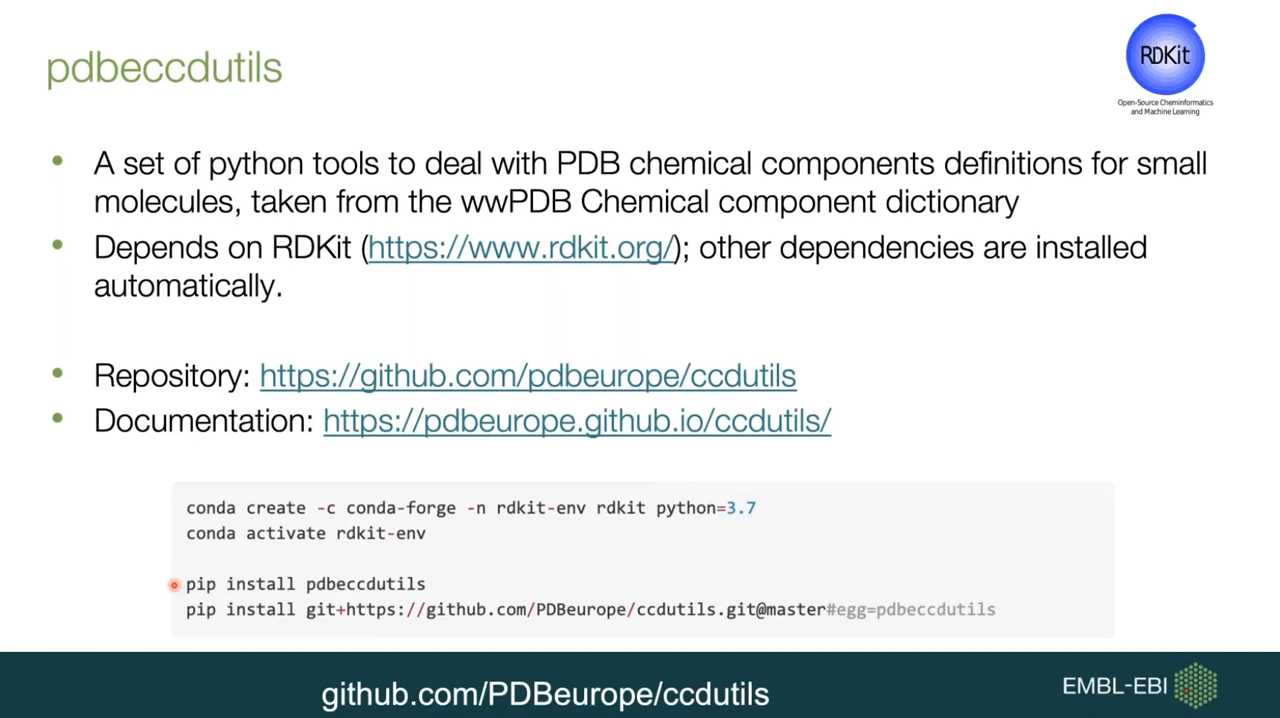 pdbeccdutils
RDKit
Open-Source Cheminformatics
and Machine Learning
• A set of python tools to deal with PDB chemical components definitions for small
molecules, taken from the wwPDB Chemical component dictionary
• Depends on RDKit (https://www.rdkit.org/); other dependencies are installed
automatically.
• Repository: https://github.com/pdbeurope/ccdutils
• Documentation: https://pdbeurope.github.io/ccdutils/
conda create -c conda-forge -n rdkit-env rdkit python=3.7
conda activate rdkit-env
pip install pdbeccdutils
pip install git+https://github.com/PDBeurope/ccdutils.git@master#egg=pdbeccdutils
github.com/PDBeurope/ccdutils
EMBL-EBI